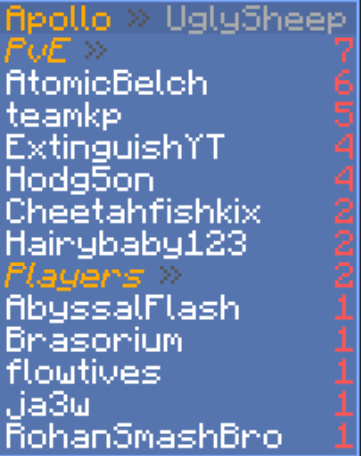 Apollo » UglySheep
PvE » 7
AtomicBelch 6
teamkp 5
ExtinguishYT 4
Hodg5on 4
Cheetahfishkix 2
Hairybaby123 2
Players » 2
AbyssalFlash 1
Brasorium 1
flowtives 1
ja3w 1
RohanSmashBro 1